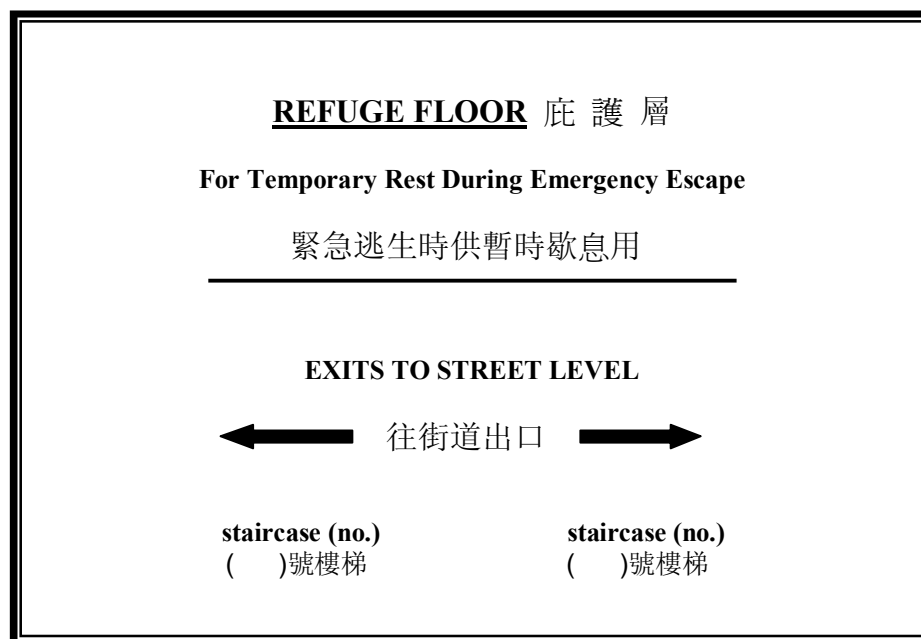 REFUGE FLOOR 庇護層
For Temporary Rest During Emergency Escape
緊急逃生時供暫時歇息用
EXITS TO STREET LEVEL
往街道出口
staircase (no.) staircase (no.)
( )號樓梯 ( )號樓梯